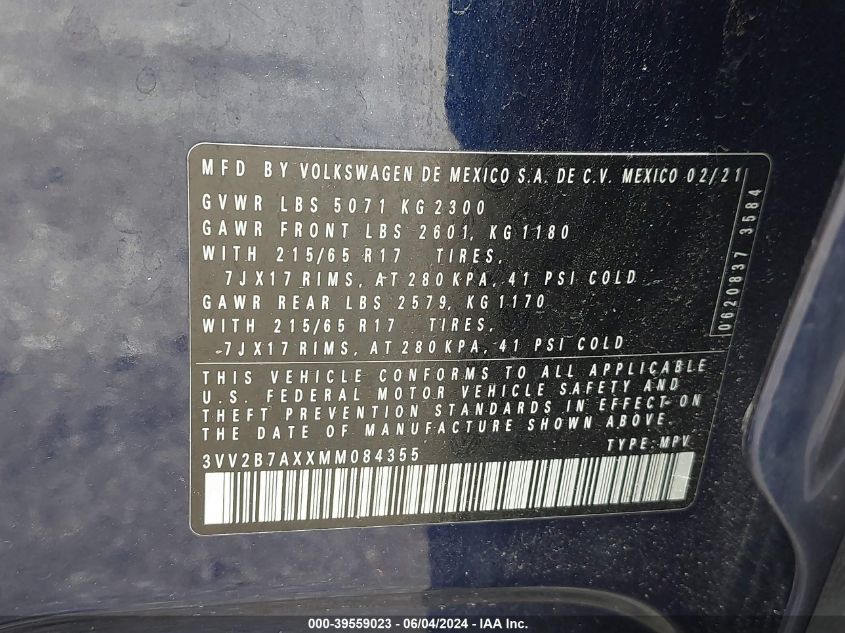 MFD BY VOLKSWAGEN DE MEXICO S.A. DE C.V. MEXICO 02/21
GVWR LBS 5071 KG 2300
GAWR FRONT LBS 2601, KG 1180
WITH 215/65 R17 TIRES,
7JX17 RIMS, AT 280 KPA, 41 PSI COLD
GAWR REAR LBS 2579, KG 1170
WITH 215/65 R17 TIRES,
7JX17 RIMS, AT 280 KPA, 41 PSI COLD
0620837 3584
THIS VEHICLE CONFORMS TO ALL APPLICABLE
U.S. FEDERAL MOTOR VEHICLE SAFETY AND
THEFT PREVENTION STANDARDS IN EFFECT ON
THE DATE OF MANUFACTURE SHOWN ABOVE.
3VV2B7AXXMM084355 TYPE: MPV
000-39559023 - 06/04/2024 - IAA Inc.